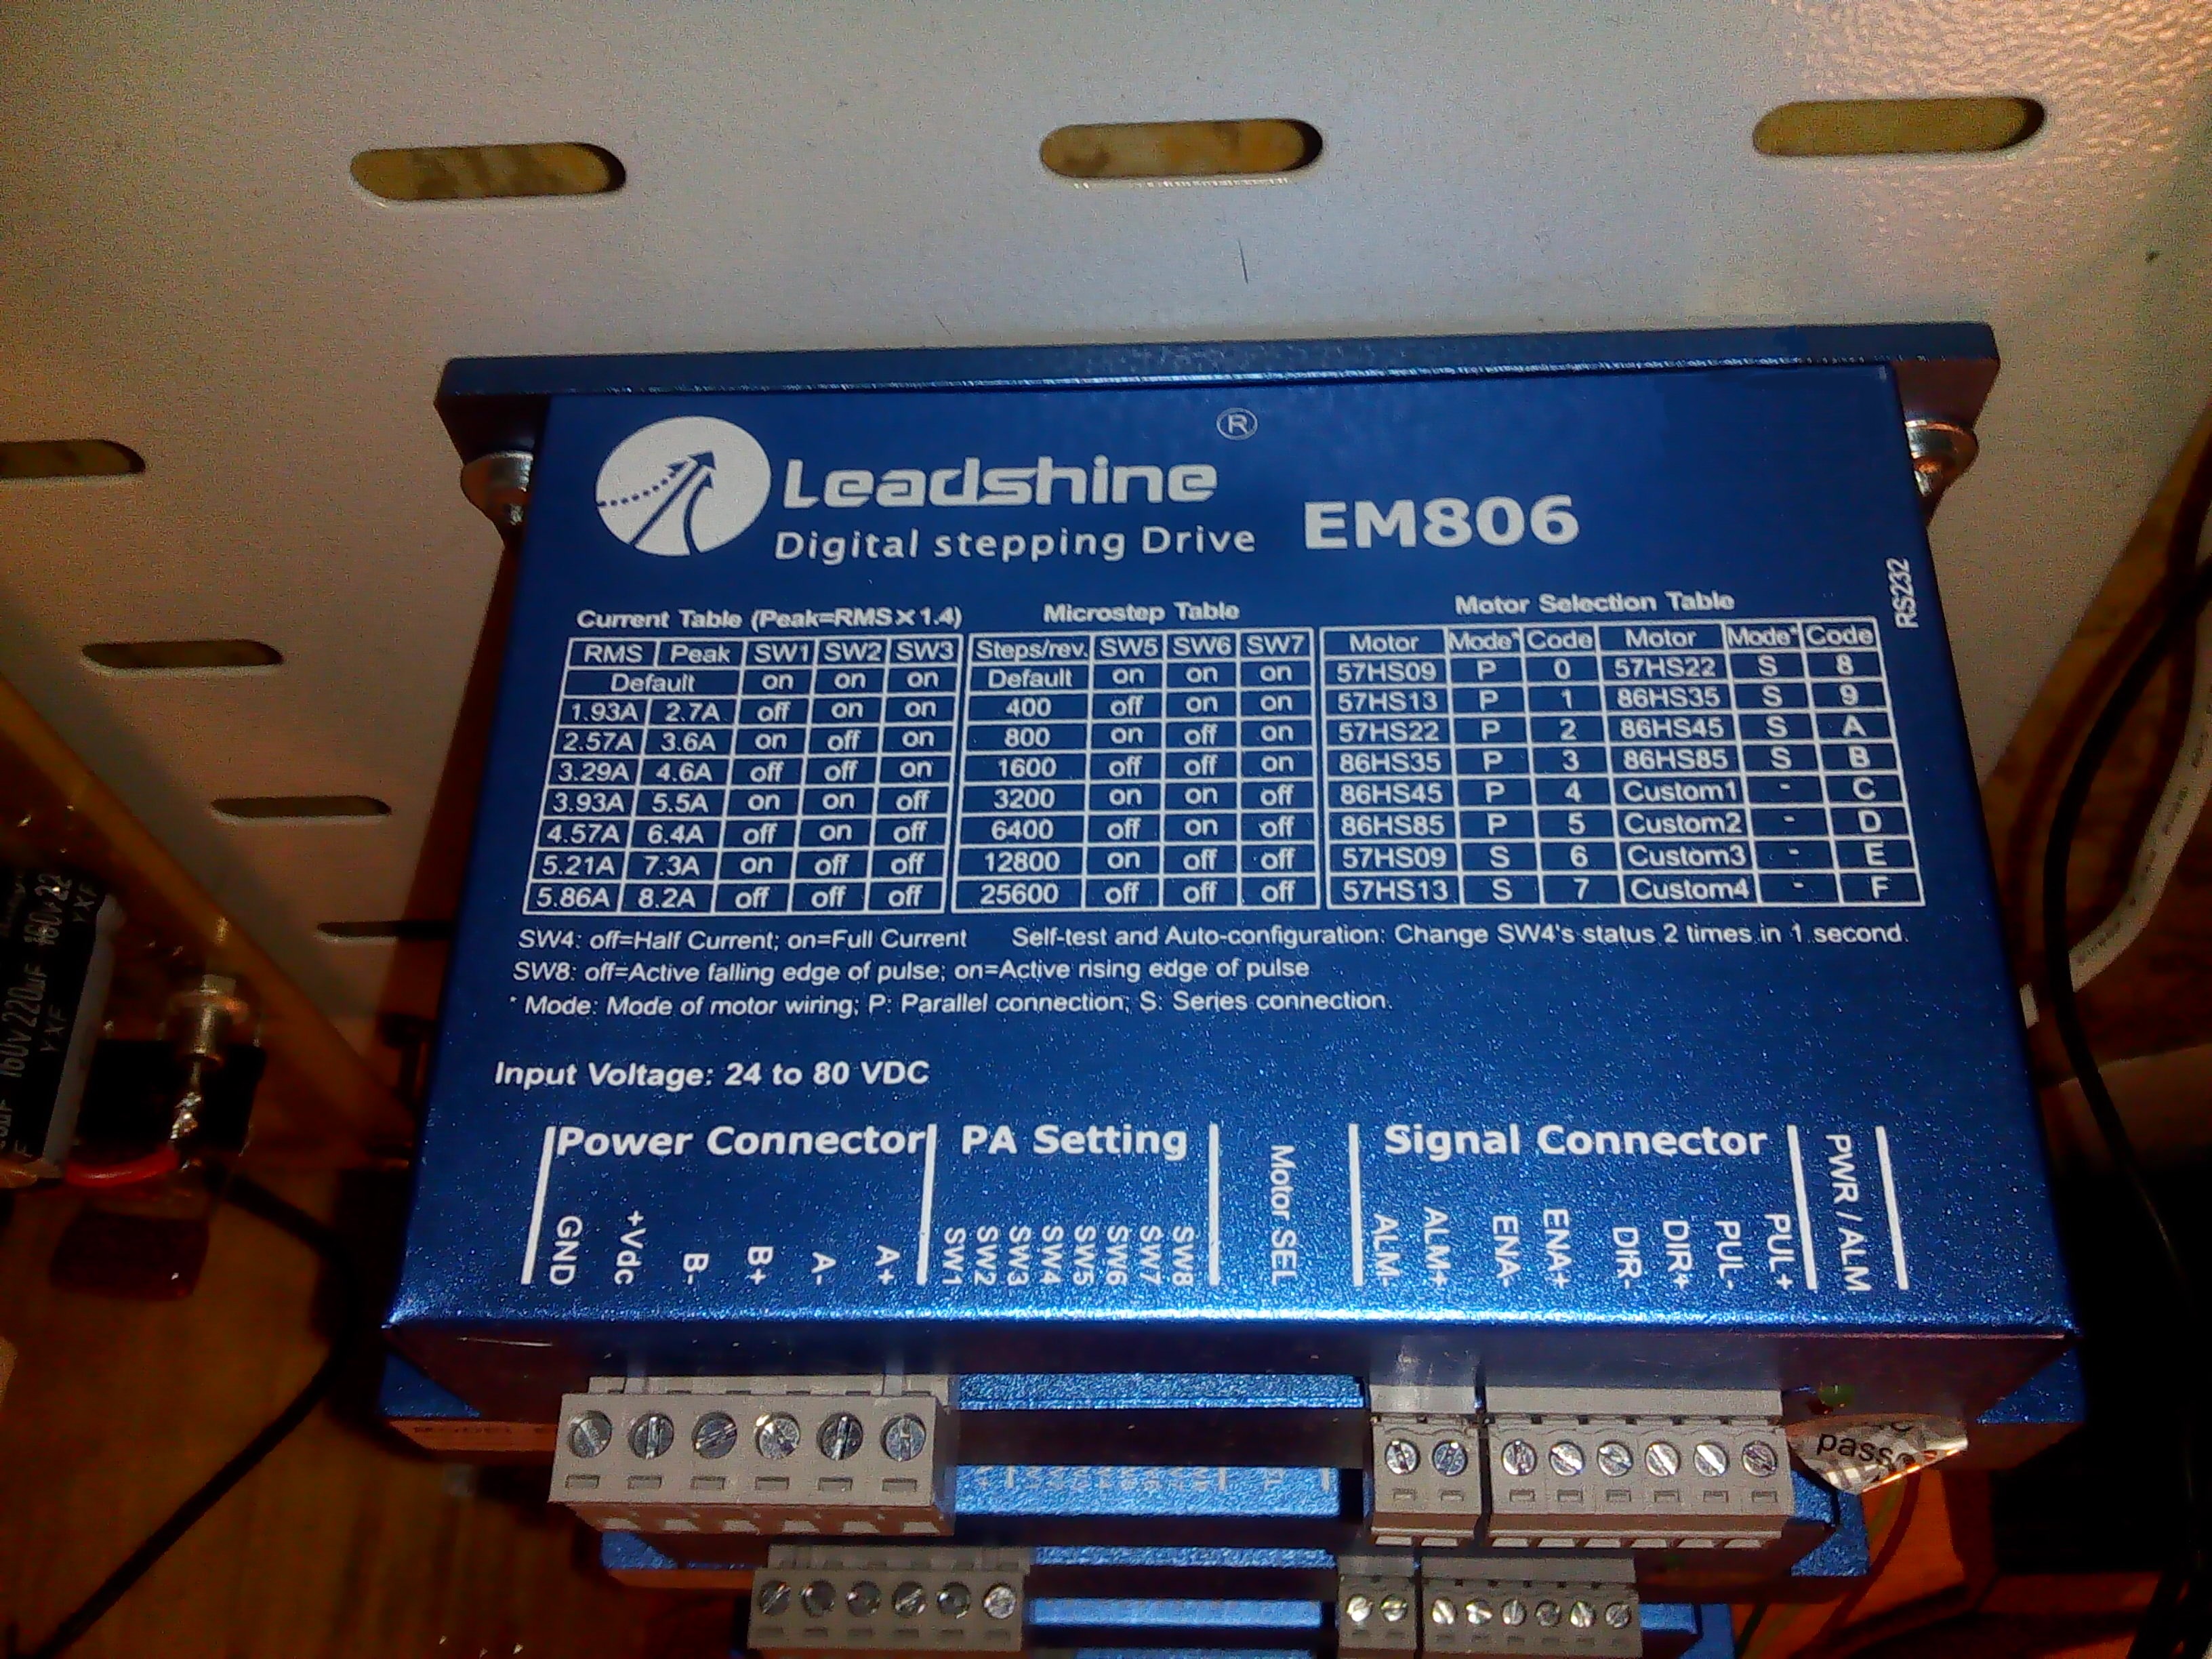 ®
Leadshine
Digital stepping Drive EM806
RS232
Current Table (Peak=RMS X 1.4)
RMS Peak SW1 SW2 SW3
Default on on on
1.93A 2.7A off on on
2.57A 3.6A on off on
3.29A 4.6A off off on
3.93A 5.5A on on off
4.57A 6.4A off on off
5.21A 7.3A on off off
5.86A 8.2A off off off
Microstep Table
Steps/rev. SW5 SW6 SW7
Default on on on
400 off on on
800 on off on
1600 off off on
3200 on on off
6400 off on off
12800 on off off
25600 off off off
Motor Selection Table
Motor Mode* Code Motor Mode* Code
57HS09 P 0 57HS22 S 8
57HS13 P 1 86HS35 S 9
57HS22 P 2 86HS45 S A
86HS35 P 3 86HS85 S B
86HS45 P 4 Custom1 - C
86HS85 P 5 Custom2 - D
57HS09 S 6 Custom3 - E
57HS13 S 7 Custom4 - F
SW4: off=Half Current; on=Full Current Self-test and Auto-configuration: Change SW4's status 2 times in 1 second.
SW8: off=Active falling edge of pulse; on=Active rising edge of pulse
* Mode: Mode of motor wiring; P: Parallel connection; S: Series connection.
Input Voltage: 24 to 80 VDC
Power Connector PA Setting Motor SEL Signal Connector PWR / ALM
GND +Vdc B- B+ A- A+ SW1 SW2 SW3 SW4 SW5 SW6 SW7 SW8 ALM- ALM+ ENA- ENA+ DIR- DIR+ PUL- PUL+
160v220uF 160v22
YXF YXF
pass